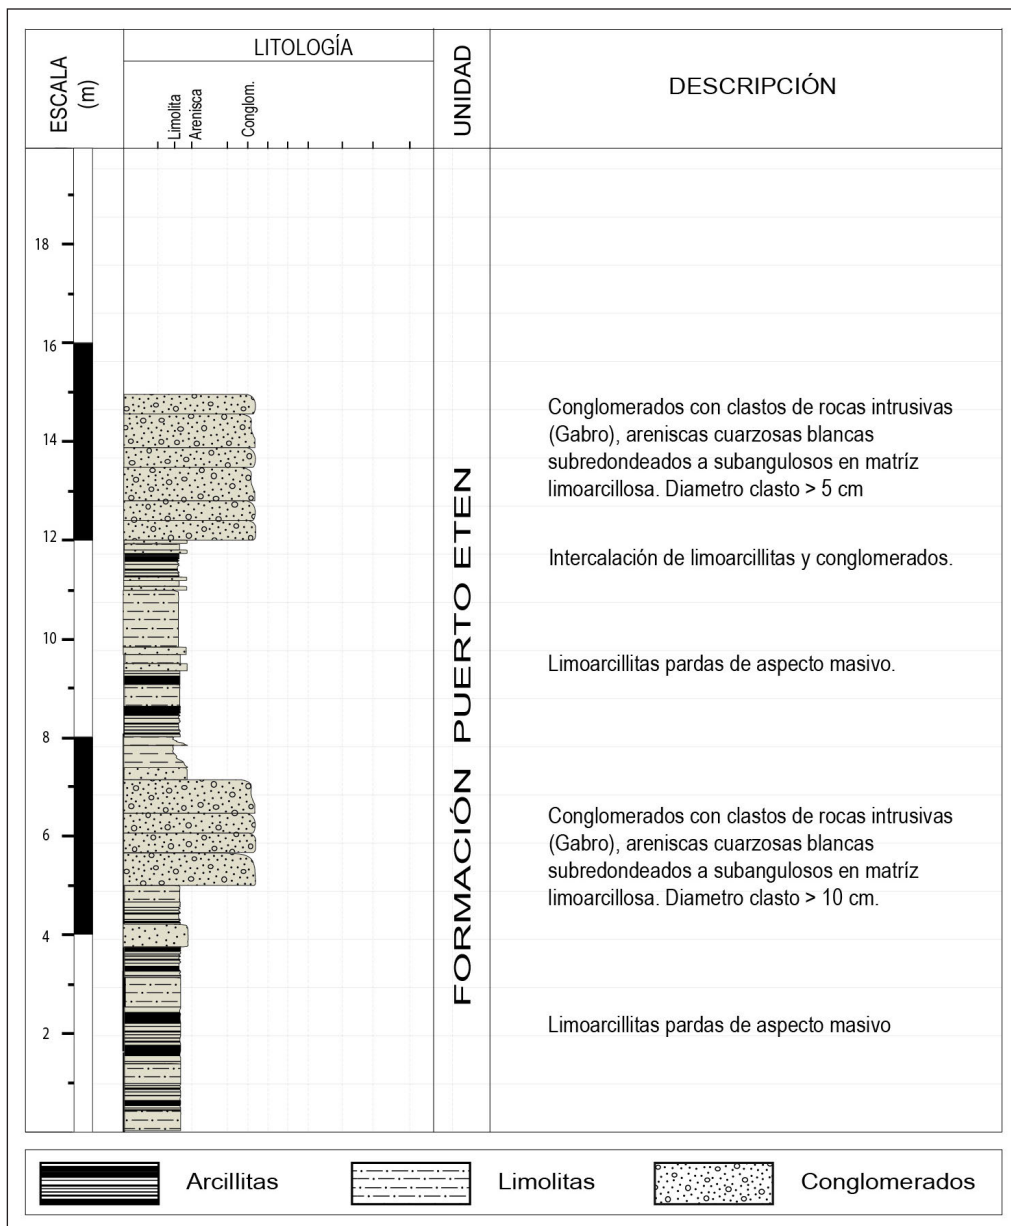 ESCALA
(m)
LITOLOGÍA
Limolita
Arenisca
Conglom.
UNIDAD
DESCRIPCIÓN
18
16
14
12
10
8
6
4
2
FORMACIÓN PUERTO ETEN
Conglomerados con clastos de rocas intrusivas
(Gabro), areniscas cuarzosas blancas
subredondeados a subangulosos en matríz
limoarcillosa. Diametro clasto > 5 cm
Intercalación de limoarcillitas y conglomerados.
Limoarcillitas pardas de aspecto masivo.
Conglomerados con clastos de rocas intrusivas
(Gabro), areniscas cuarzosas blancas
subredondeados a subangulosos en matríz
limoarcillosa. Diametro clasto > 10 cm.
Limoarcillitas pardas de aspecto masivo
Arcillitas
Limolitas
Conglomerados